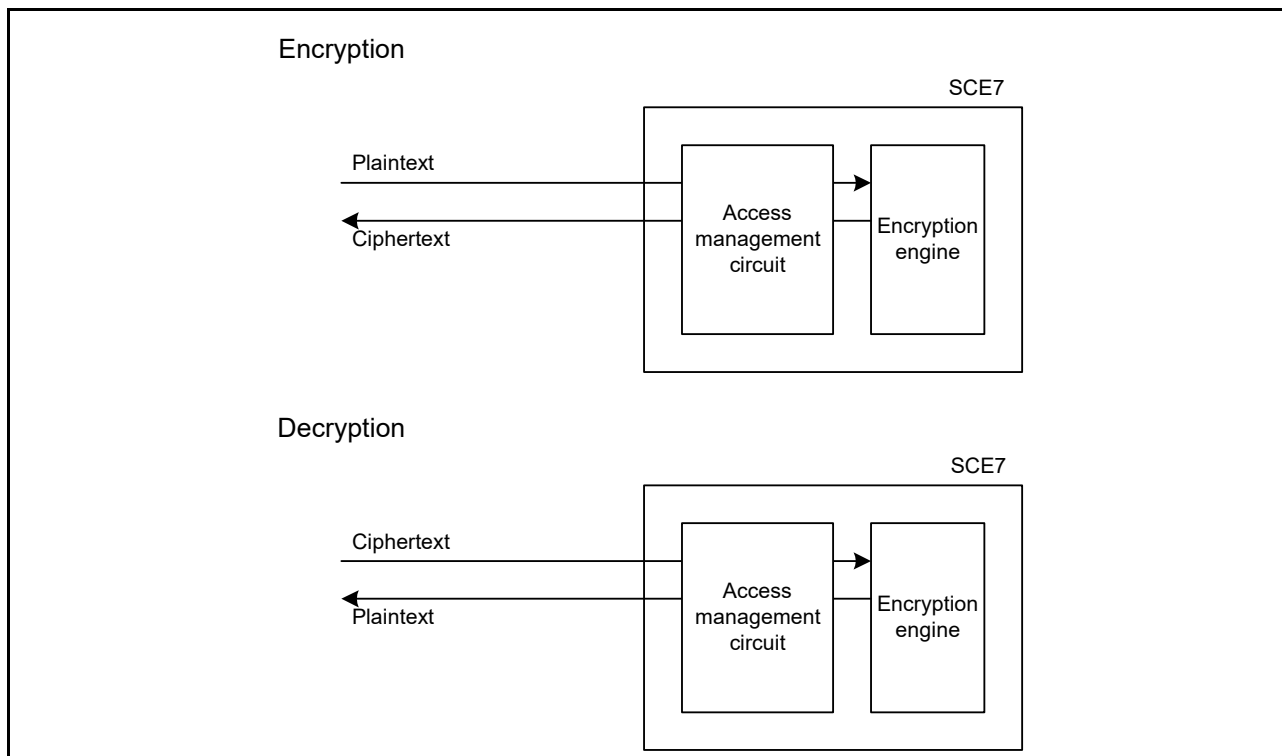 Encryption
SCE7
Plaintext
Ciphertext
Access
management
circuit
Encryption
engine
Decryption
SCE7
Ciphertext
Plaintext
Access
management
circuit
Encryption
engine